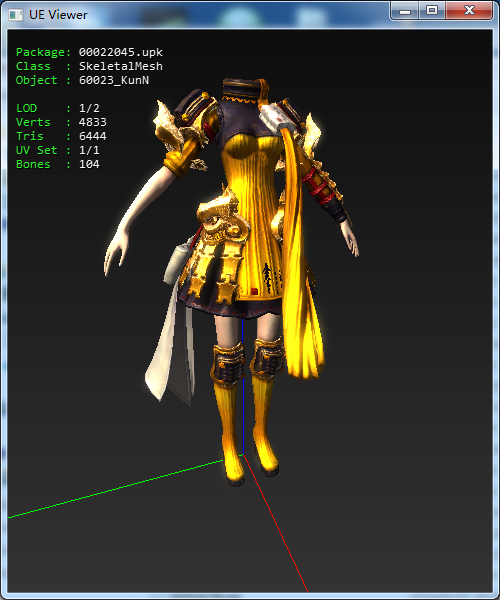 UE Viewer
Package: 00022045.upk
Class  : SkeletalMesh
Object : 60023_KunN
LOD    : 1/2
Verts  : 4833
Tris   : 6444
UV Set : 1/1
Bones  : 104